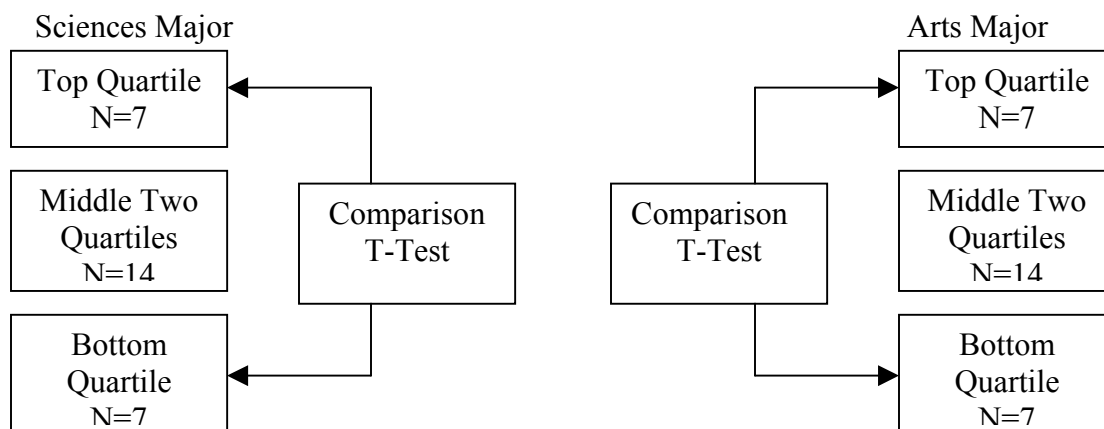 Sciences Major
Top Quartile
N=7
Middle Two
Quartiles
N=14
Bottom
Quartile
N=7
Comparison
T-Test
Comparison
T-Test
Arts Major
Top Quartile
N=7
Middle Two
Quartiles
N=14
Bottom
Quartile
N=7